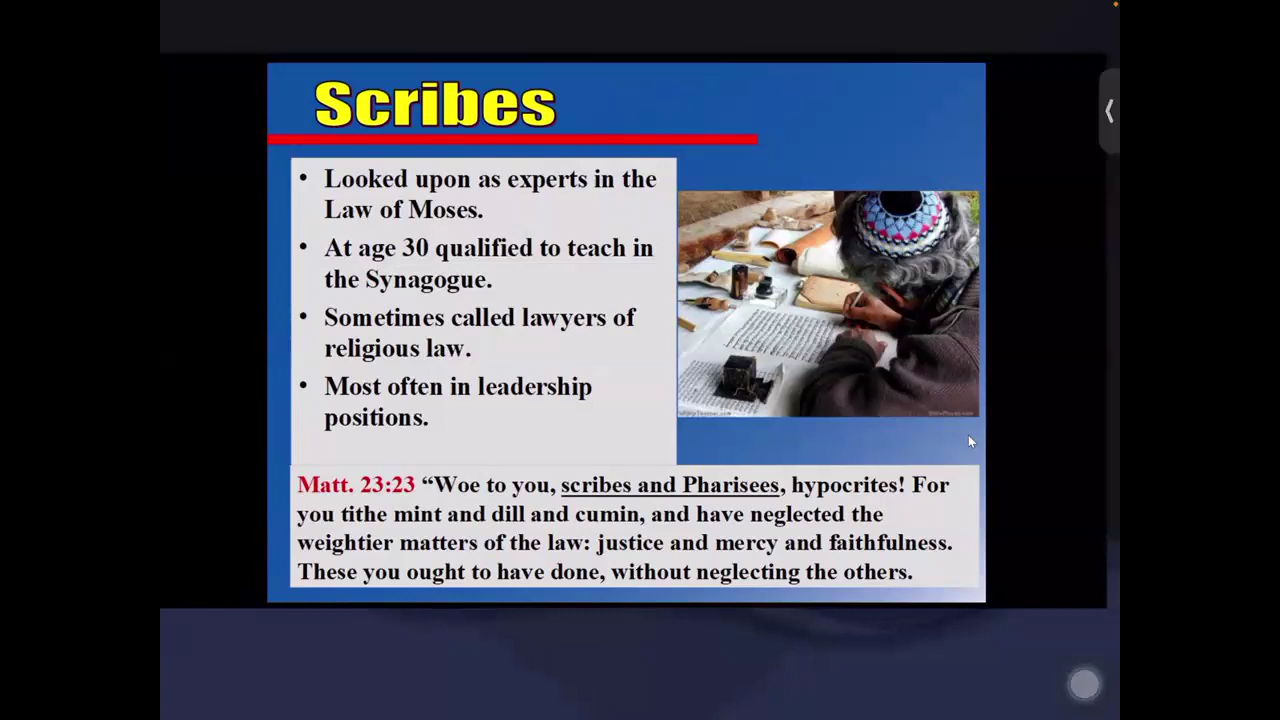 Scribes
• Looked upon as experts in the
Law of Moses.
• At age 30 qualified to teach in
the Synagogue.
• Sometimes called lawyers of
religious law.
• Most often in leadership
positions.
Matt. 23:23 “Woe to you, scribes and Pharisees, hypocrites! For
you tithe mint and dill and cumin, and have neglected the
weightier matters of the law: justice and mercy and faithfulness.
These you ought to have done, without neglecting the others.